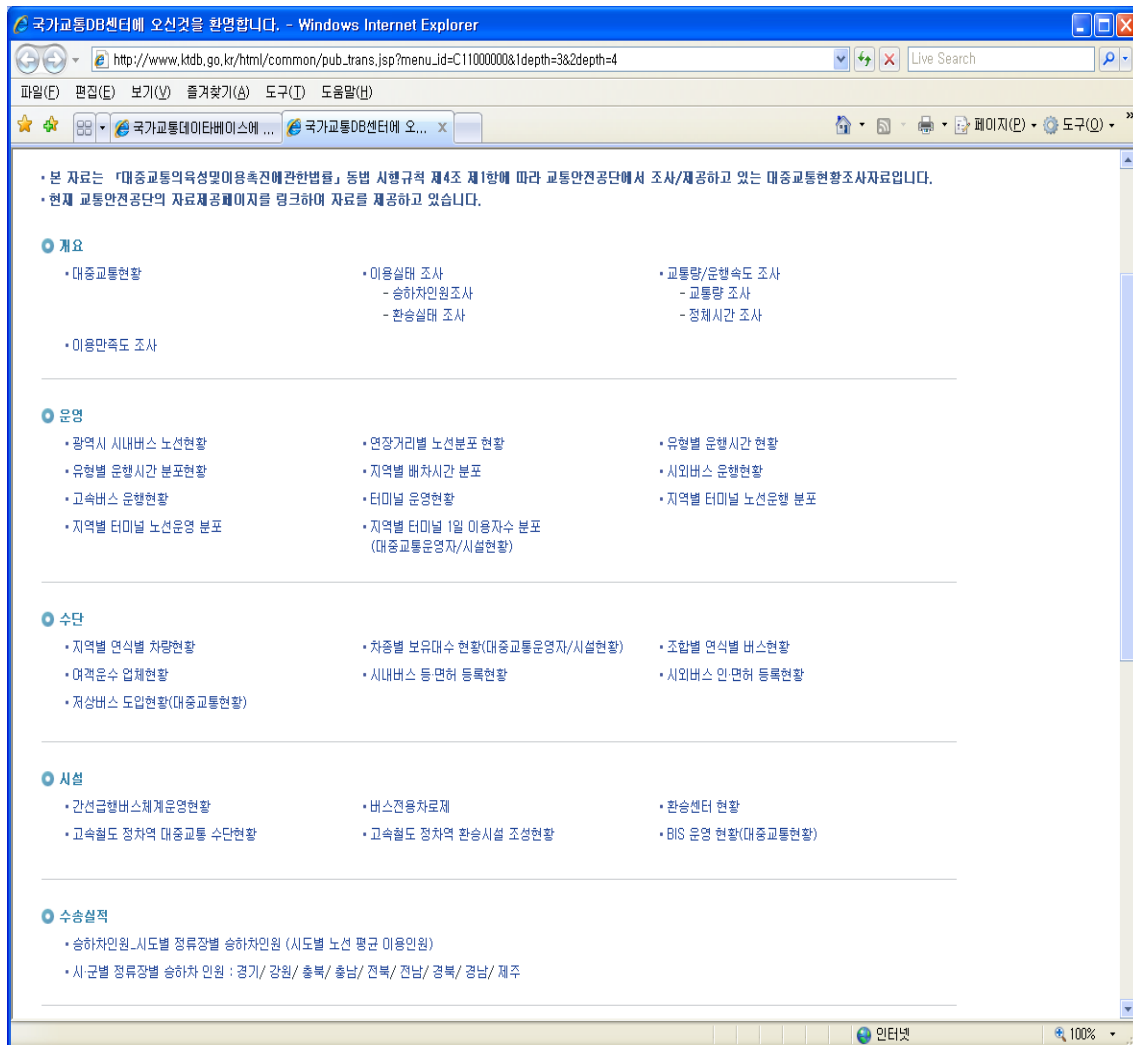 국가교통DB센터에 오신것을 환영합니다. - Windows Internet Explorer
http://www.ktdb.go.kr/html/common/pub_trans.jsp?menu_id=C11000000&1depth=3&2depth=4
Live Search
파일(F) 편집(E) 보기(V) 즐겨찾기(A) 도구(T) 도움말(H)
국가교통데이타베이스에 ... 국가교통DB센터에 오... x 페이지(P) 도구(O) »
• 본 자료는 「대중교통의육성및이용촉진에관한법률」 동법 시행규칙 제4조 제1항에 따라 교통안전공단에서 조사/제공하고 있는 대중교통현황조사자료입니다.
• 현재 교통안전공단의 자료제공페이지를 링크하여 자료를 제공하고 있습니다.
개요
• 대중교통현황 • 이용실태 조사 • 교통량/운행속도 조사
- 승하차인원조사 - 교통량 조사
- 환승실태 조사 - 정체시간 조사
• 이용만족도 조사
운영
• 광역시 시내버스 노선현황 • 연장거리별 노선분포 현황 • 유형별 운행시간 현황
• 유형별 운행시간 분포현황 • 지역별 배차시간 분포 • 시외버스 운행현황
• 고속버스 운행현황 • 터미널 운영현황 • 지역별 터미널 노선운행 분포
• 지역별 터미널 노선운영 분포 • 지역별 터미널 1일 이용자수 분포
(대중교통운영자/시설현황)
수단
• 지역별 연식별 차량현황 • 차종별 보유대수 현황(대중교통운영자/시설현황) • 조합별 연식별 버스현황
• 여객운수 업체현황 • 시내버스 등·면허 등록현황 • 시외버스 인·면허 등록현황
• 저상버스 도입현황(대중교통현황)
시설
• 간선급행버스체계운영현황 • 버스전용차로제 • 환승센터 현황
• 고속철도 정차역 대중교통 수단현황 • 고속철도 정차역 환승시설 조성현황 • BIS 운영 현황(대중교통현황)
수송실적
• 승하차인원_시도별 정류장별 승하차인원 (시도별 노선 평균 이용인원)
• 시·군별 정류장별 승하차 인원 : 경기/ 강원/ 충북/ 충남/ 전북/ 전남/ 경북/ 경남/ 제주
인터넷 100%